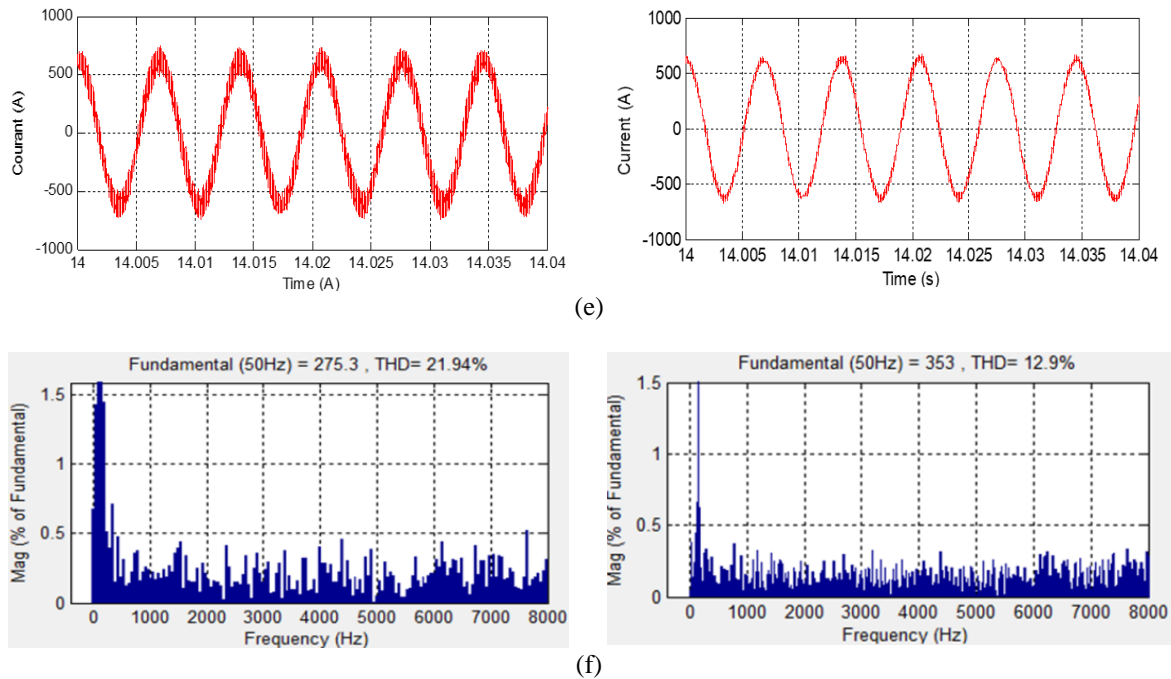 1000
500
0
-500
-1000
Courant (A)
14 14.005 14.01 14.015 14.02 14.025 14.03 14.035 14.04
Time (A)
1000
500
0
-500
-1000
Current (A)
14 14.005 14.01 14.015 14.02 14.025 14.03 14.035 14.04
Time (s)
(e)
Fundamental (50Hz) = 275.3 , THD= 21.94%
1.5
1
0.5
0
Mag (% of Fundamental)
0 1000 2000 3000 4000 5000 6000 7000 8000
Frequency (Hz)
Fundamental (50Hz) = 353 , THD= 12.9%
1.5
1
0.5
0
Mag (% of Fundamental)
0 1000 2000 3000 4000 5000 6000 7000 8000
Frequency (Hz)
(f)